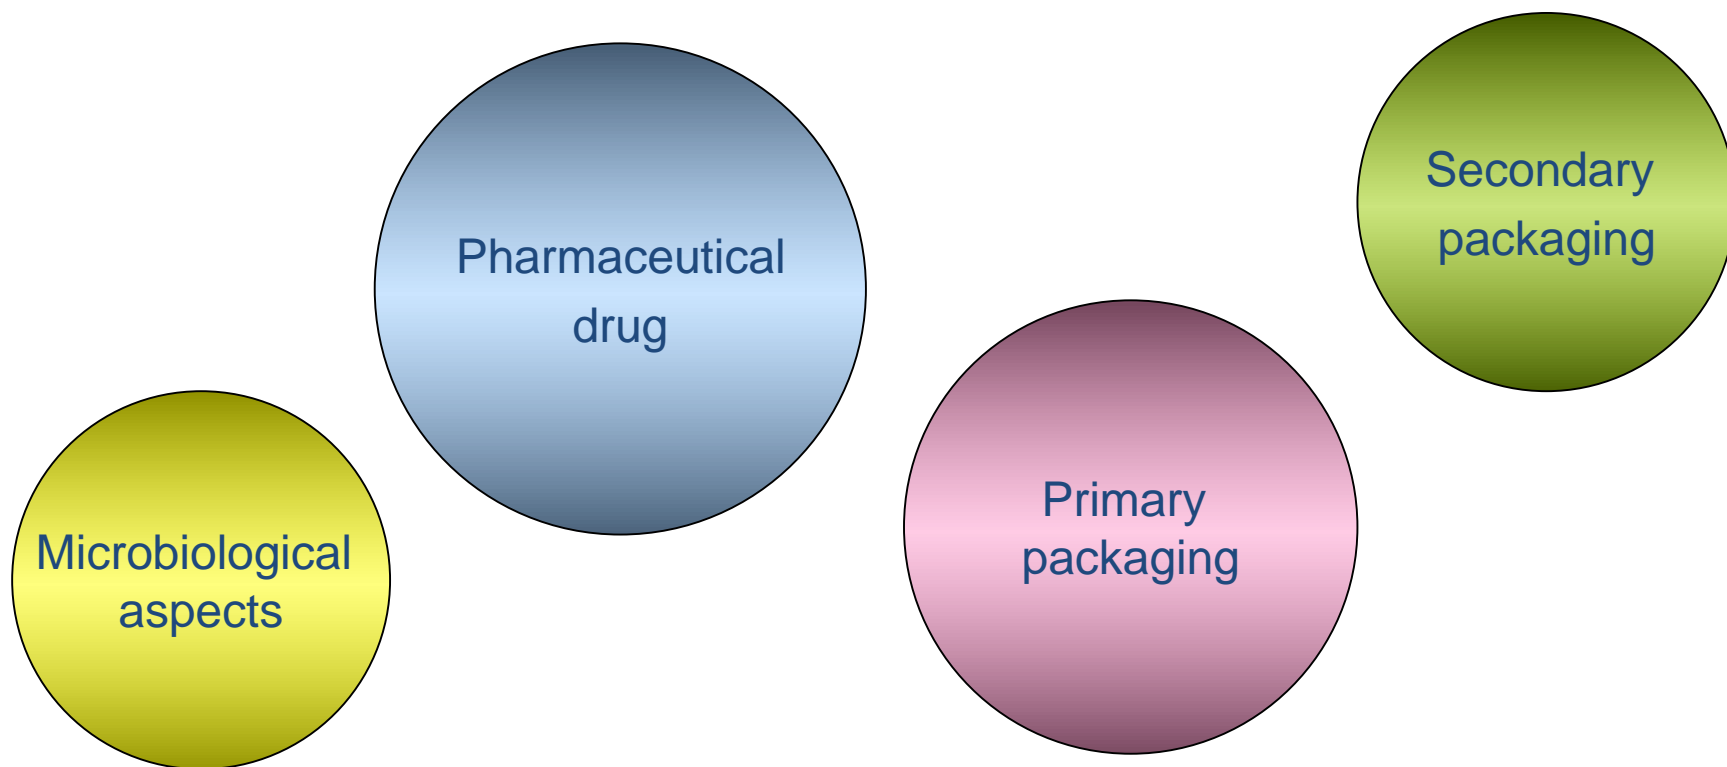 Microbiological
aspects
Pharmaceutical
drug
Primary
packaging
Secondary
packaging